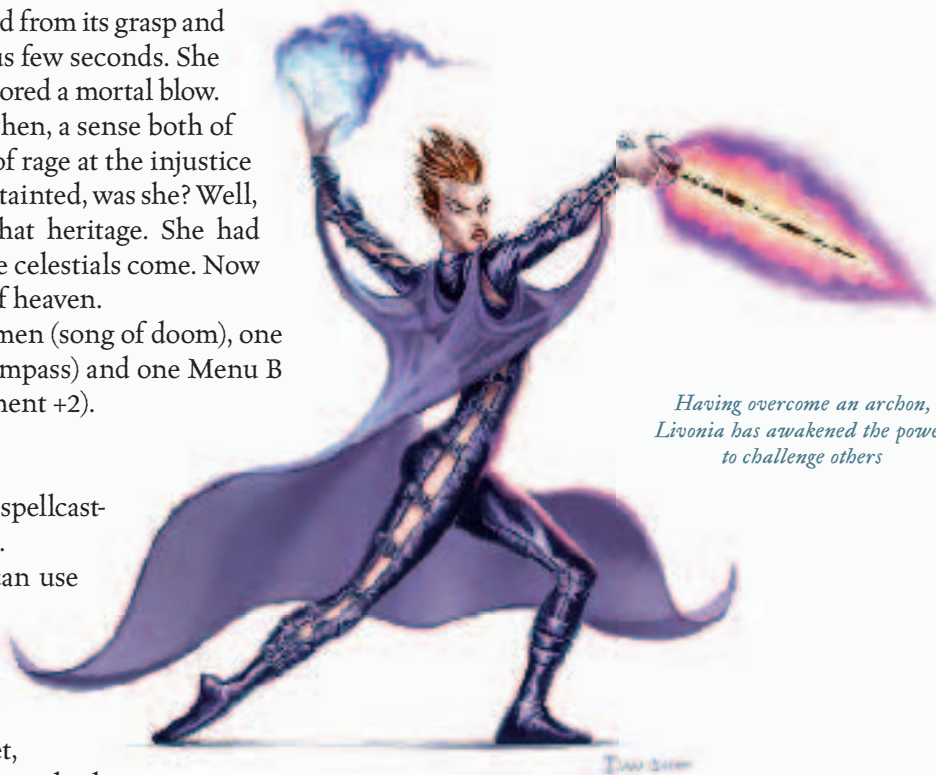 d from its grasp and
us few seconds. She
ored a mortal blow.
hen, a sense both of
of rage at the injustice
tainted, was she? Well,
hat heritage. She had
e celestials come. Now
f heaven.
men (song of doom), one
mpass) and one Menu B
ment +2).
spellcast-
an use
et,
Having overcome an archon,
Livonia has awakened the powe
to challenge others